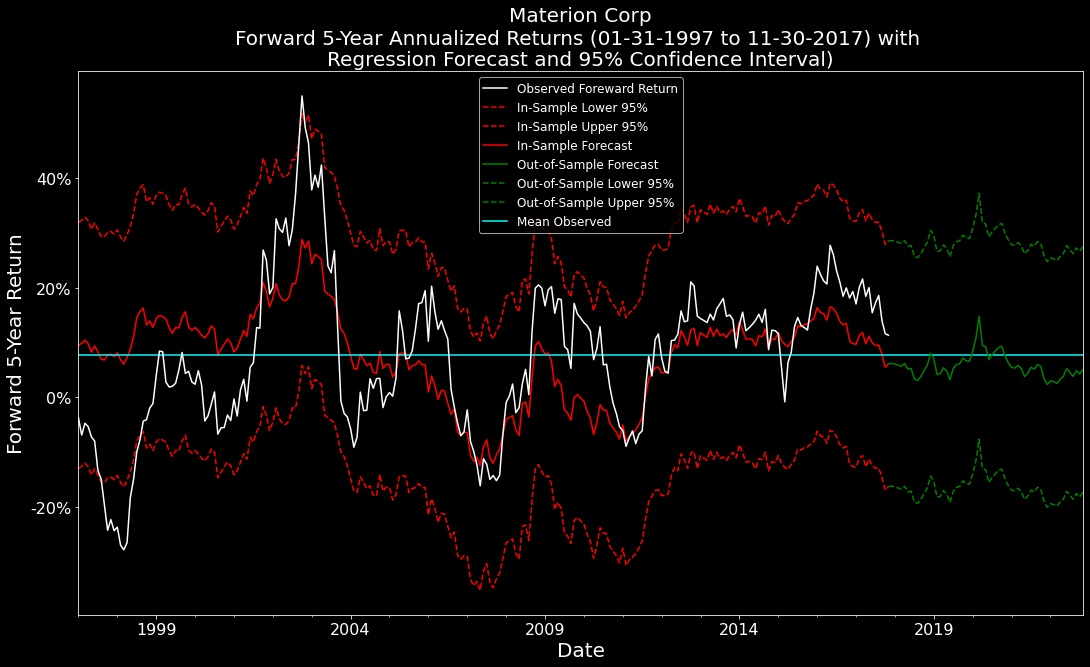 Materion Corp
Forward 5-Year Annualized Returns (01-31-1997 to 11-30-2017) with
Regression Forecast and 95% Confidence Interval)
Observed Foreward Return
In-Sample Lower 95%
In-Sample Upper 95%
In-Sample Forecast
Out-of-Sample Forecast
Out-of-Sample Lower 95%
Out-of-Sample Upper 95%
Mean Observed
Forward 5-Year Return
40%
20%
0%
-20%
1999
2004
2009
2014
2019
Date